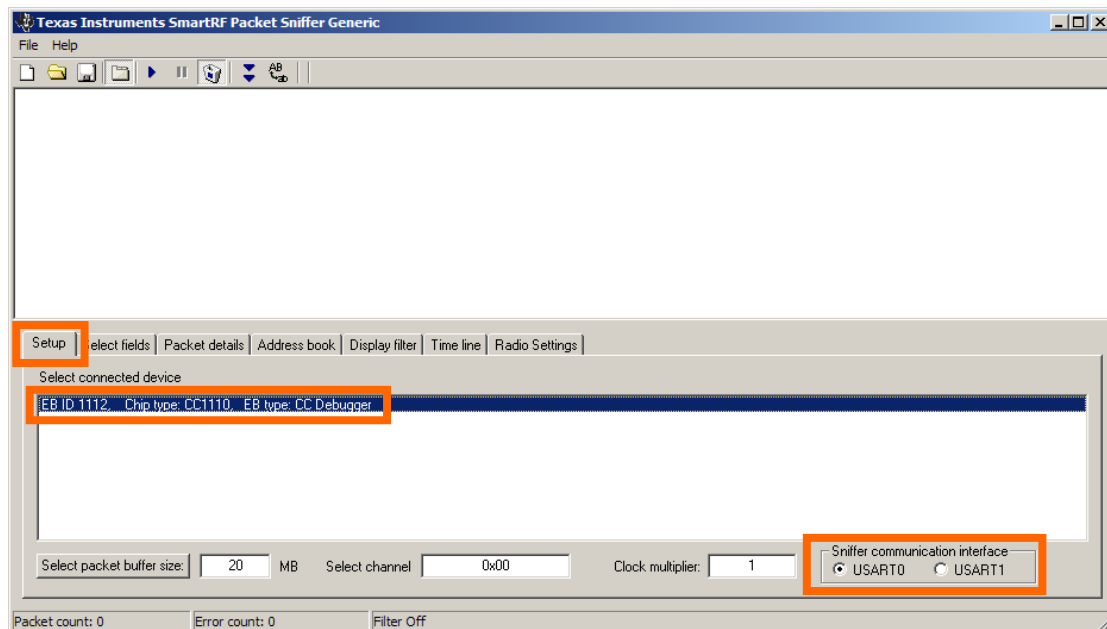 Texas Instruments SmartRF Packet Sniffer Generic
File Help
AB
Setup Select fields Packet details Address book Display filter Time line Radio Settings
Select connected device
EB ID 1112, Chip type: CC1110, EB type: CC Debugger
Select packet buffer size: 20 MB Select channel 0x00 Clock multiplier: 1
Sniffer communication interface
USART0 USART1
Packet count: 0 Error count: 0 Filter Off